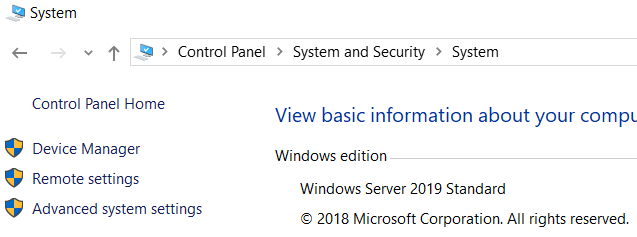 System
Control Panel > System and Security > System
Control Panel Home
Device Manager
Remote settings
Advanced system settings
View basic information about your compu
Windows edition
Windows Server 2019 Standard
© 2018 Microsoft Corporation. All rights reserved.